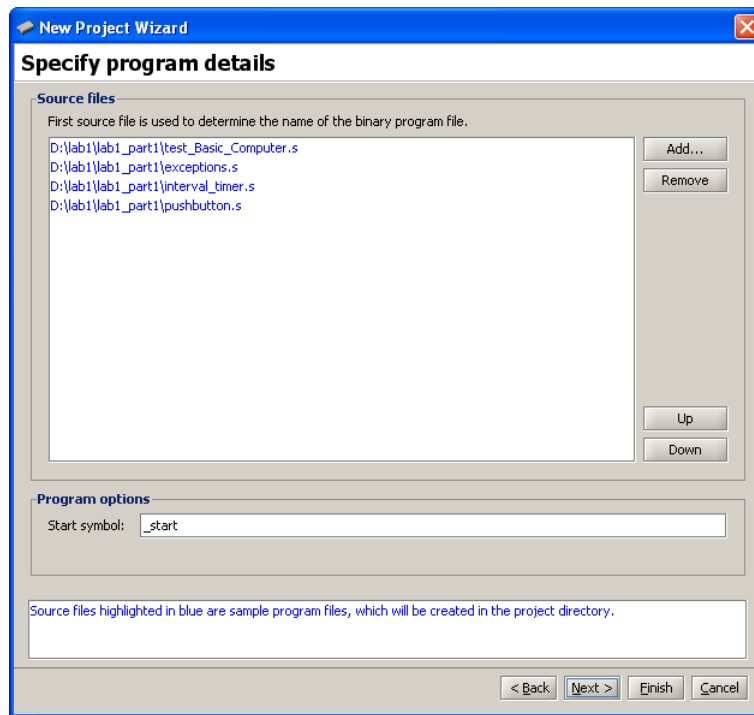 New Project Wizard
Specify program details
Source files
First source file is used to determine the name of the binary program file.
D:\lab1\lab1_part1\test_Basic_Computer.s
D:\lab1\lab1_part1\exceptions.s
D:\lab1\lab1_part1\interval_timer.s
D:\lab1\lab1_part1\pushbutton.s
Add...
Remove
Up
Down
Program options
Start symbol: _start
Source files highlighted in blue are sample program files, which will be created in the project directory.
< Back Next > Finish Cancel